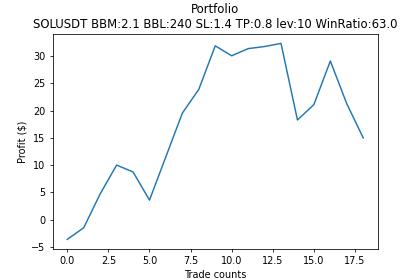 Portfolio
SOLUSDT BBM:2.1 BBL:240 SL:1.4 TP:0.8 lev:10 WinRatio:63.0
Profit ($)
30
25
20
15
10
5
0
−5
0.0 2.5 5.0 7.5 10.0 12.5 15.0 17.5
Trade counts